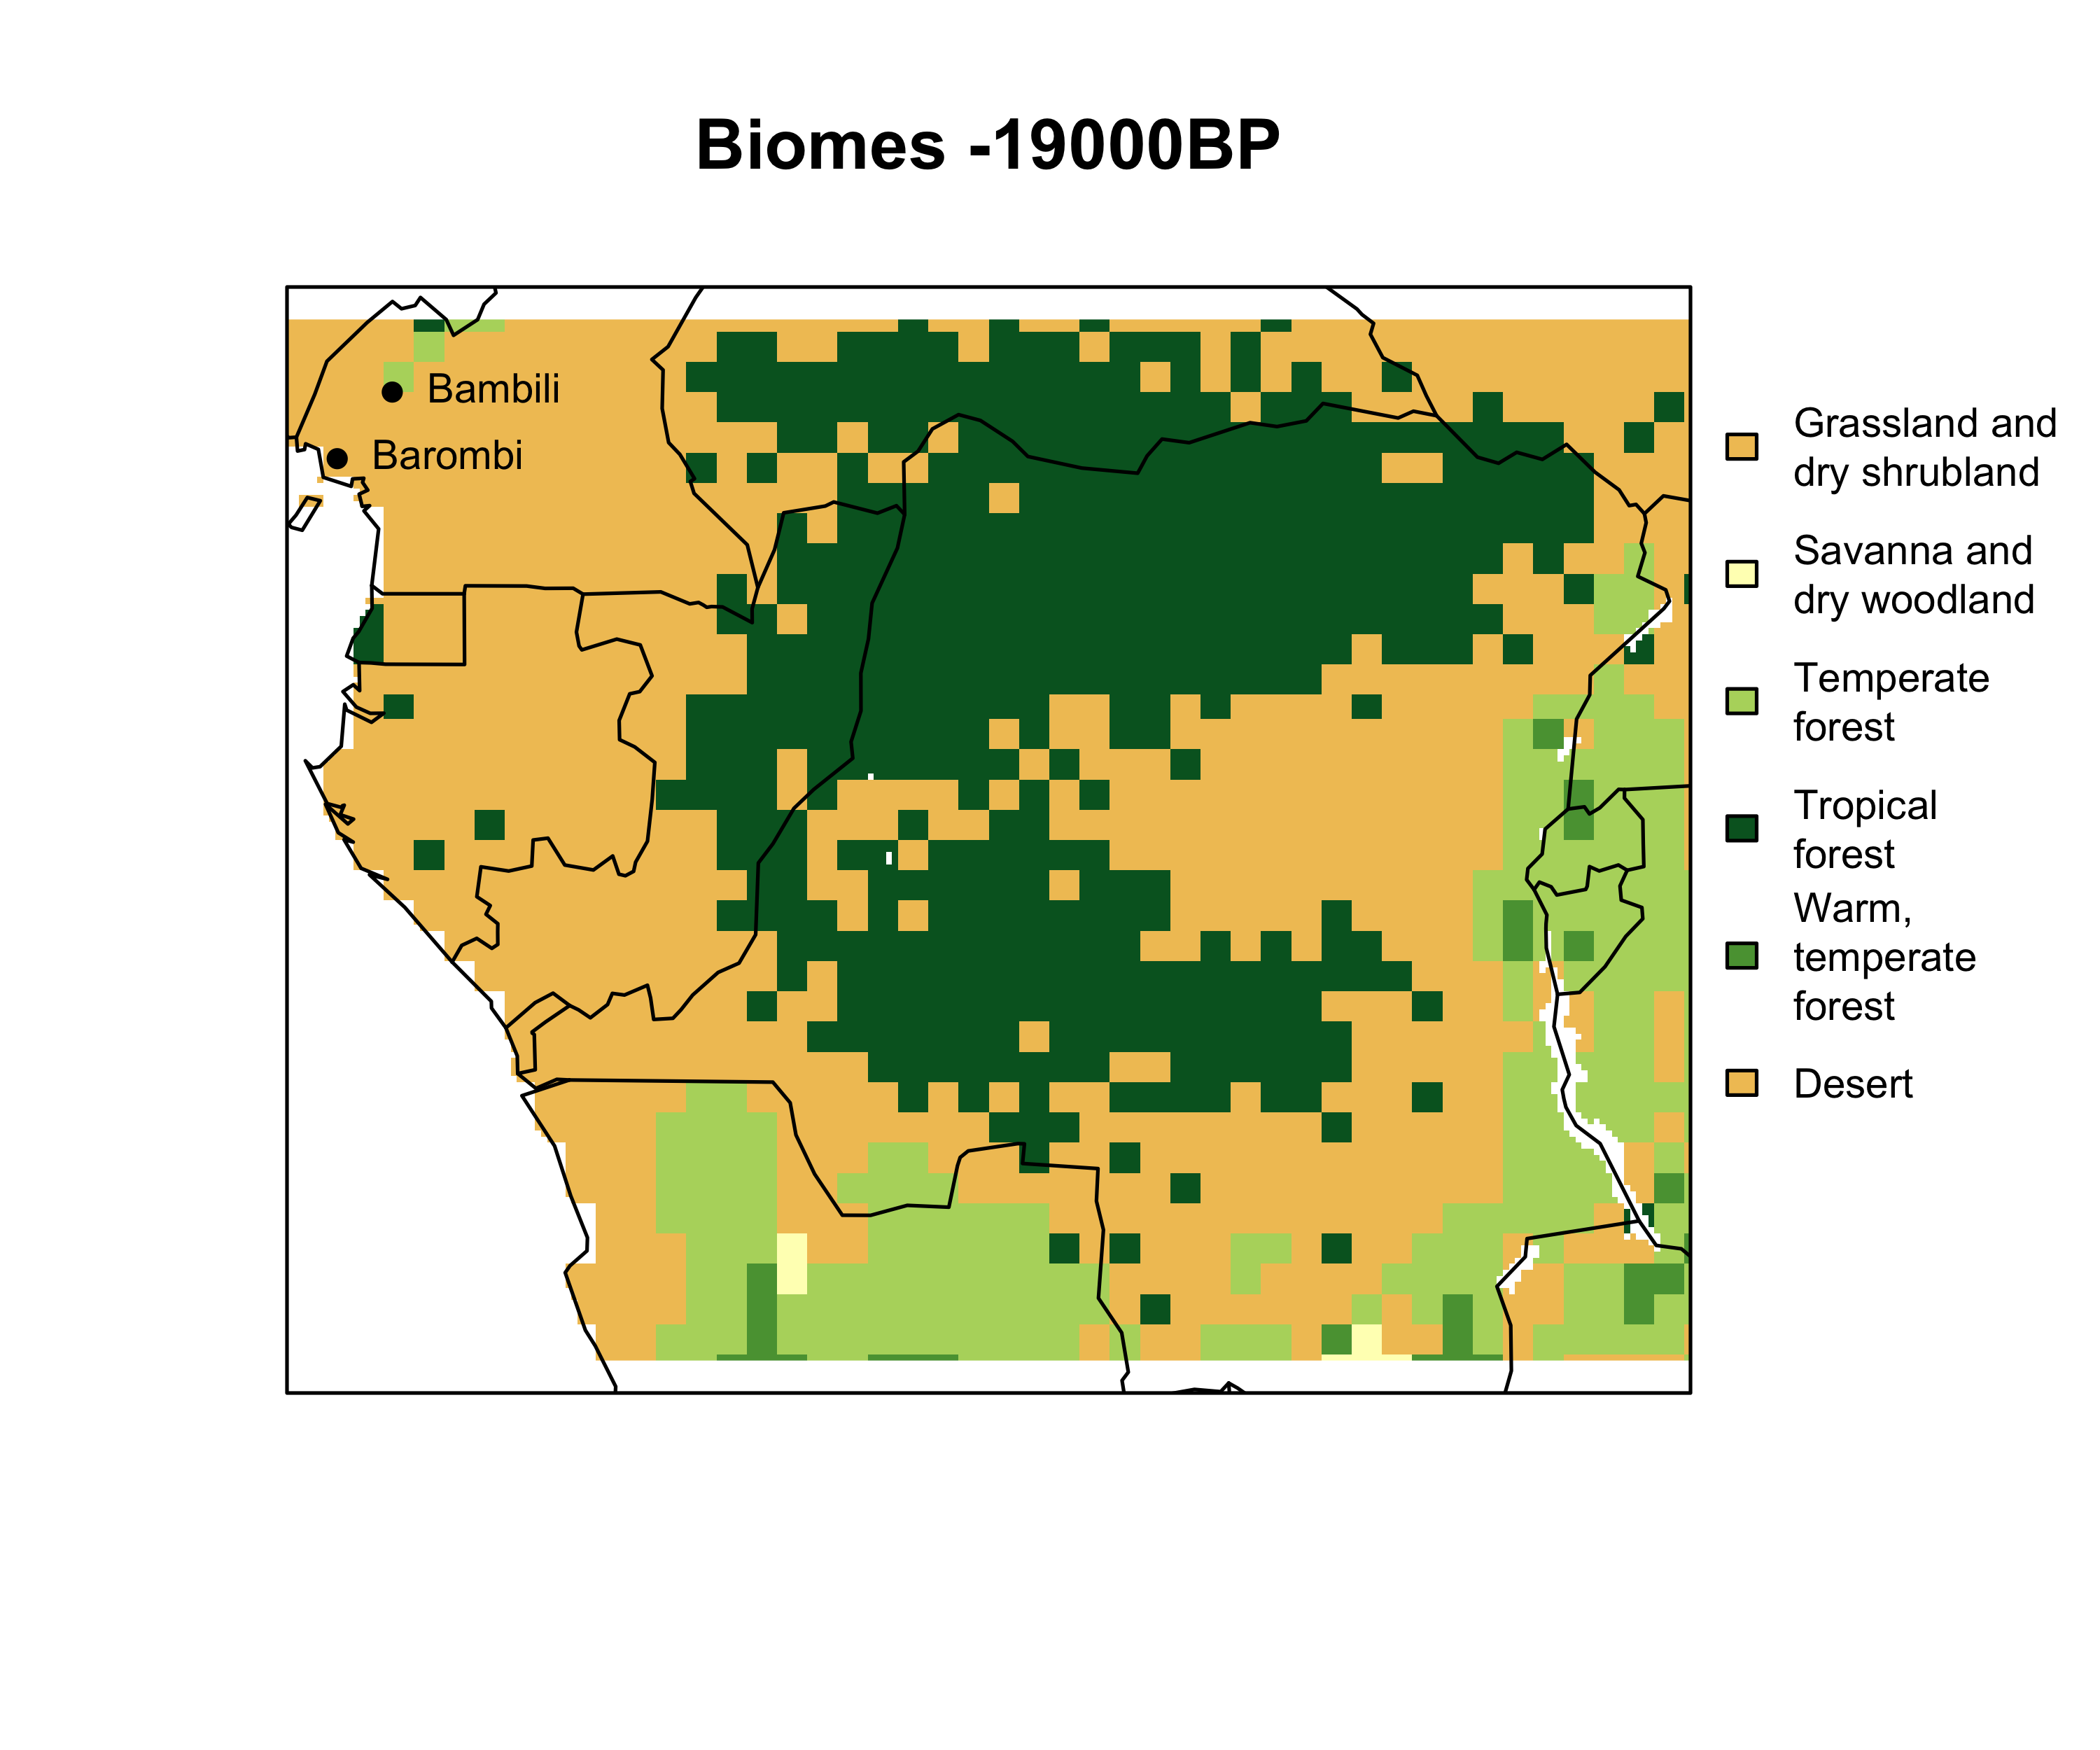 Biomes -19000BP
Bambili
Barombi
Grassland and
dry shrubland
Savanna and
dry woodland
Temperate
forest
Tropical
forest
Warm,
temperate
forest
Desert